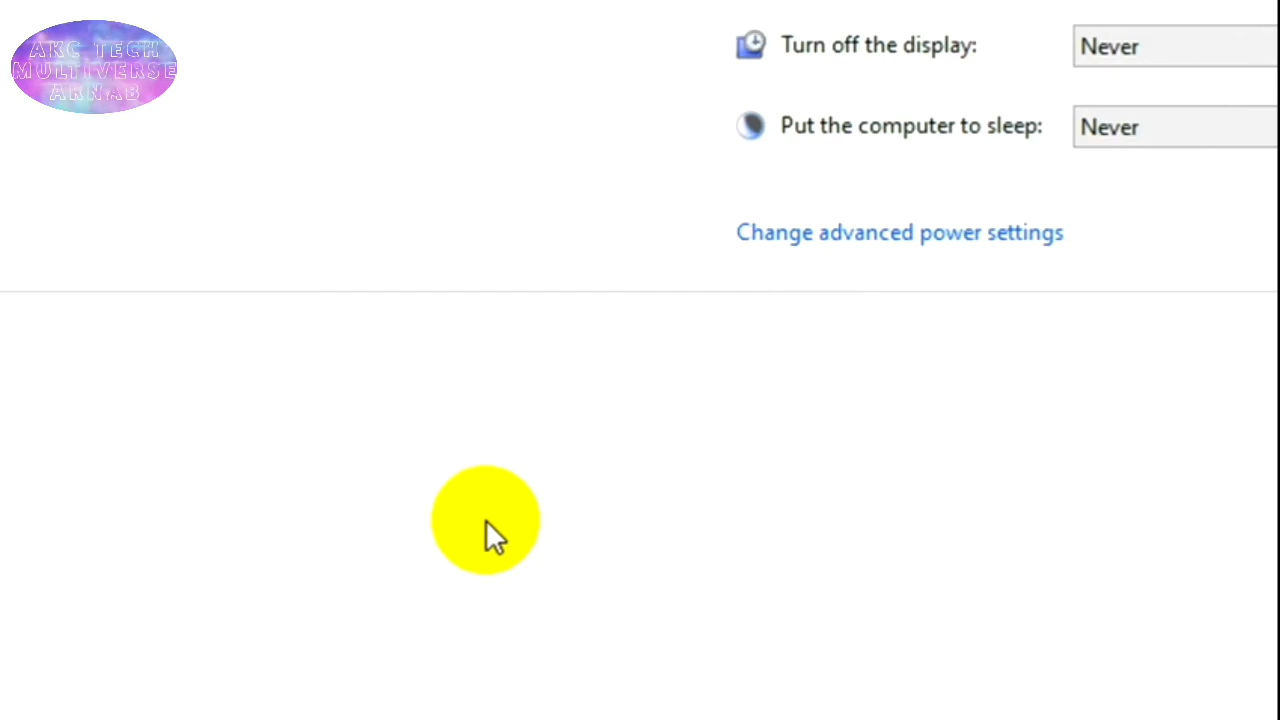 AKC TECH
MULTIVERSE
ARNAB
Turn off the display: Never
Put the computer to sleep: Never
Change advanced power settings